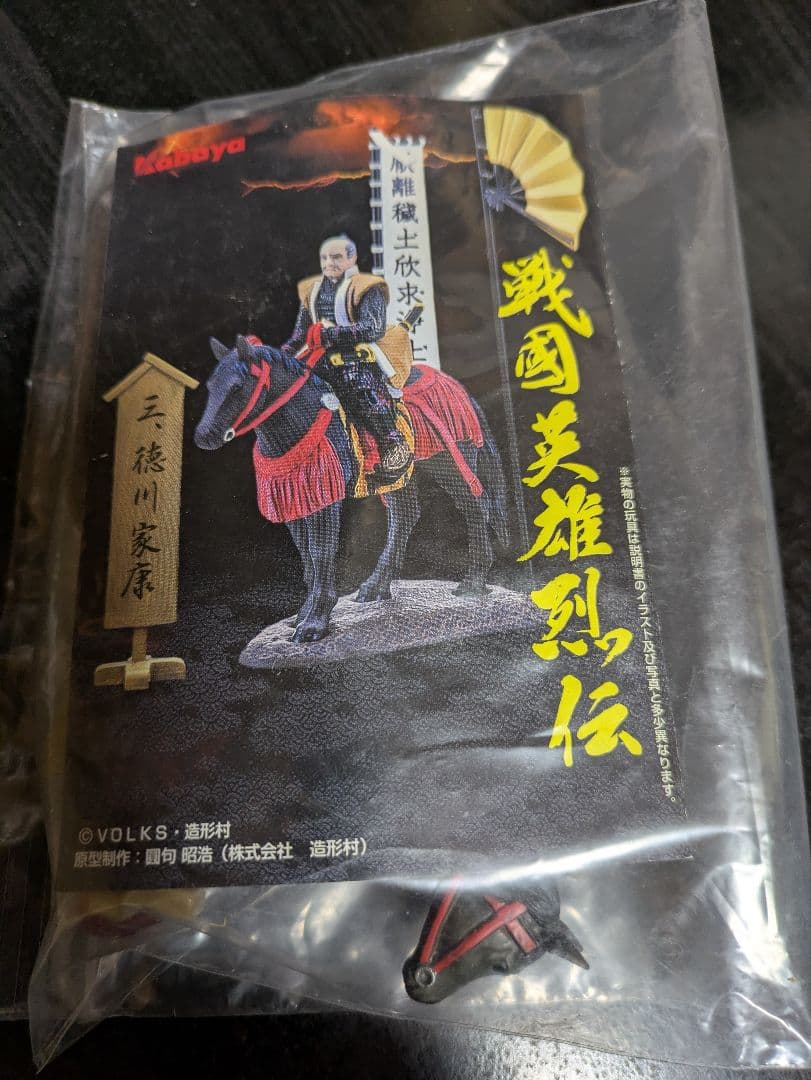 Kabaya
離穢土欣求浄土
戦國英雄烈伝
三、徳川家康
※実物の玩具は説明書のイラスト及び写真と多少異なります。
©VOLKS・造形村
原型制作：圓句 昭浩（株式会社　造形村）